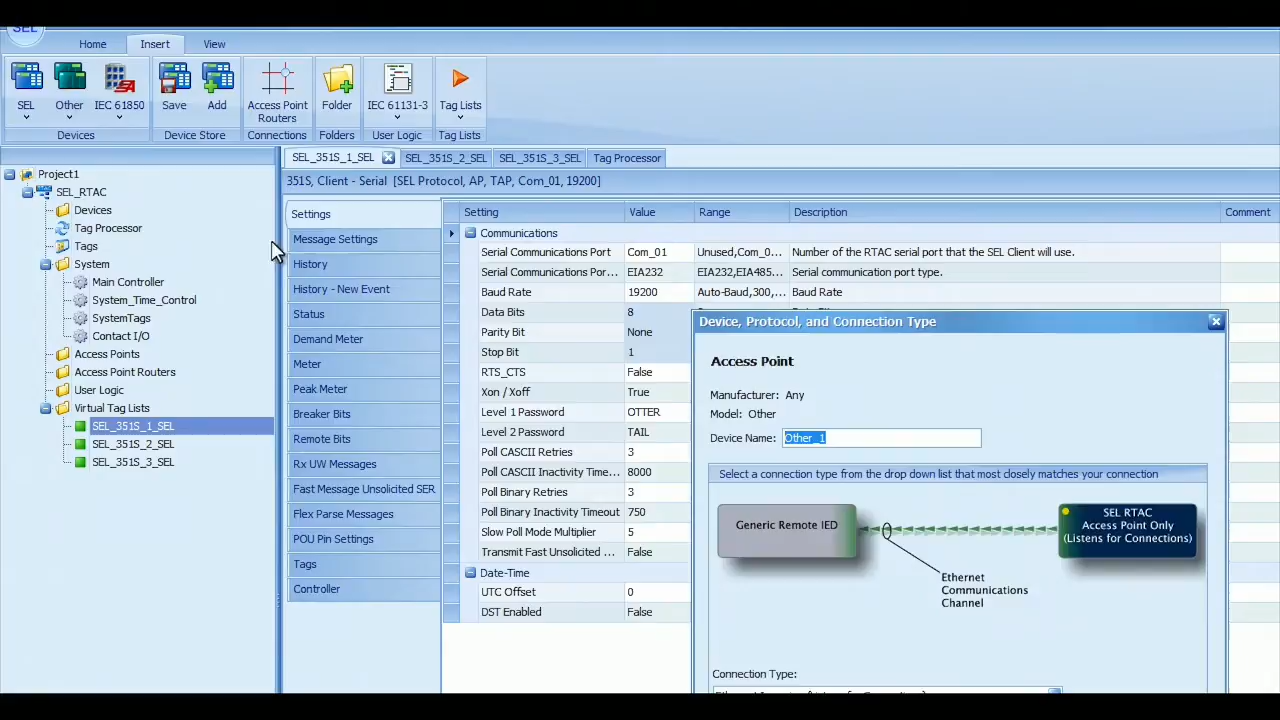 SEL
Home
Insert
View
SEL
Other
IEC 61850
Save
Add
Access Point
Routers
Folder
IEC 61131-3
Tag Lists
Devices
Device Store
Connections
Folders
User Logic
Tag Lists
Project1
SEL_RTAC
Devices
Tag Processor
Tags
System
Main Controller
System_Time_Control
SystemTags
Contact I/O
Access Points
Access Point Routers
User Logic
Virtual Tag Lists
SEL_351S_1_SEL
SEL_351S_2_SEL
SEL_351S_3_SEL
SEL_351S_1_SEL
SEL_351S_2_SEL
SEL_351S_3_SEL
Tag Processor
351S, Client - Serial [SEL Protocol, AP, TAP, Com_01, 19200]
Settings
Message Settings
History
History - New Event
Status
Demand Meter
Meter
Peak Meter
Breaker Bits
Remote Bits
Rx UW Messages
Fast Message Unsolicited SER
Flex Parse Messages
POU Pin Settings
Tags
Controller
Setting Value Range Description Comment
Communications
Serial Communications Port Com_01 Unused,Com_0... Number of the RTAC serial port that the SEL Client will use.
Serial Communications Por... EIA232 EIA232,EIA485... Serial communication port type.
Baud Rate 19200 Auto-Baud,300,... Baud Rate
Data Bits 8
Parity Bit None
Stop Bit 1
RTS_CTS False
Xon / Xoff True
Level 1 Password OTTER
Level 2 Password TAIL
Poll CASCII Retries 3
Poll CASCII Inactivity Time... 8000
Poll Binary Retries 3
Poll Binary Inactivity Timeout 750
Slow Poll Mode Multiplier 5
Transmit Fast Unsolicited ... False
Date-Time
UTC Offset 0
DST Enabled False
Device, Protocol, and Connection Type
Access Point
Manufacturer: Any
Model: Other
Device Name: Other_1
Select a connection type from the drop down list that most closely matches your connection
Generic Remote IED
SEL RTAC
Access Point Only
(Listens for Connections)
Ethernet
Communications
Channel
Connection Type: